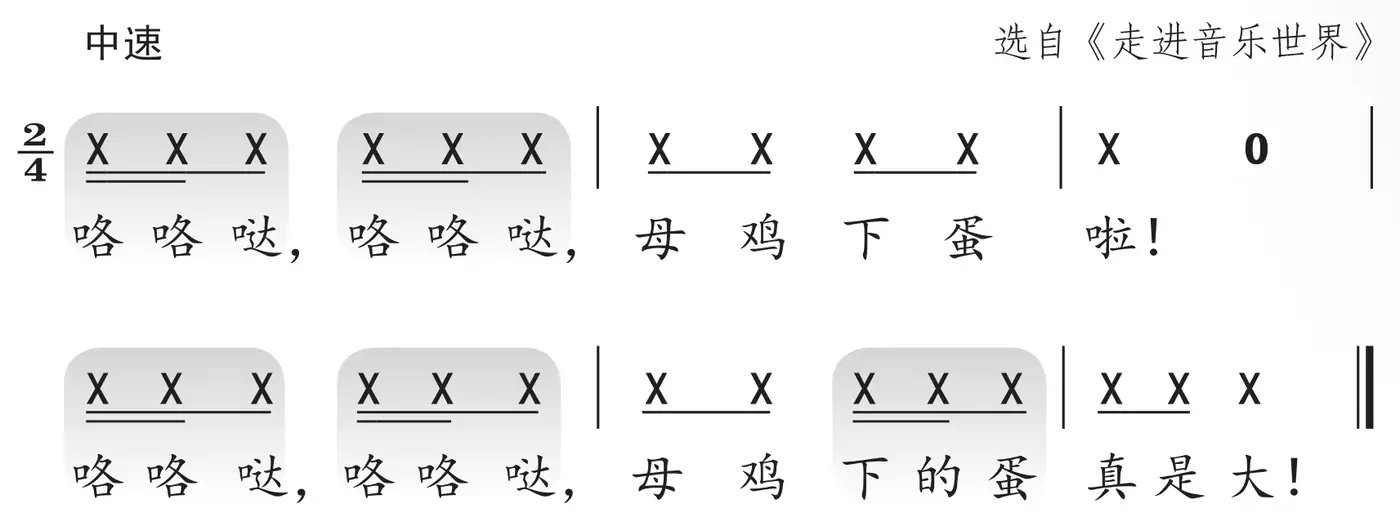 中速 选自《走进音乐世界》
2/4 X X X X X X | X X X X | X 0 |
咯咯哒，咯咯哒，母鸡下蛋啦！
X X X X X X | X X X X X | X X X ‖
咯咯哒，咯咯哒，母鸡下的蛋真是大！